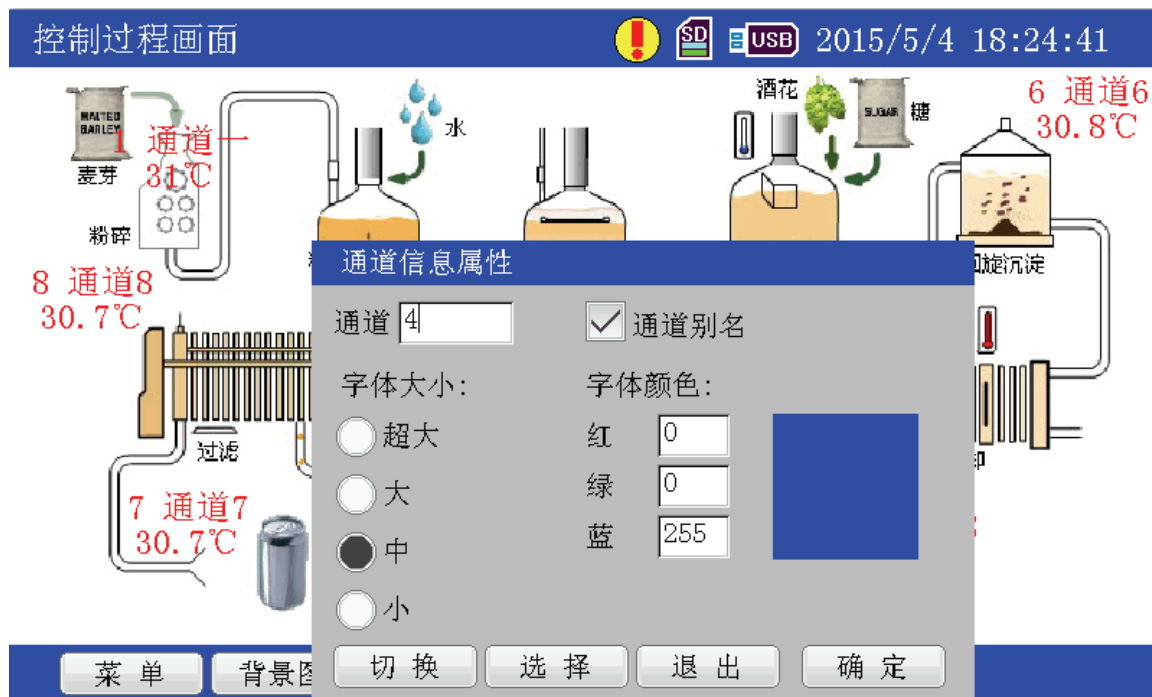 控制过程画面
SD
USB
2015/5/4 18:24:41
MALTED
BARLEY
麦芽
1 通道一
31℃
粉碎
水
酒花
SUGAR
糖
6 通道6
30.8℃
8 通道8
30.7℃
回旋沉淀
过滤
7 通道7
30.7℃
通道信息属性
通道 4
通道别名
字体大小:
超大
大
中
小
字体颜色:
红 0
绿 0
蓝 255
切换
选择
退出
确定
菜单
背景图